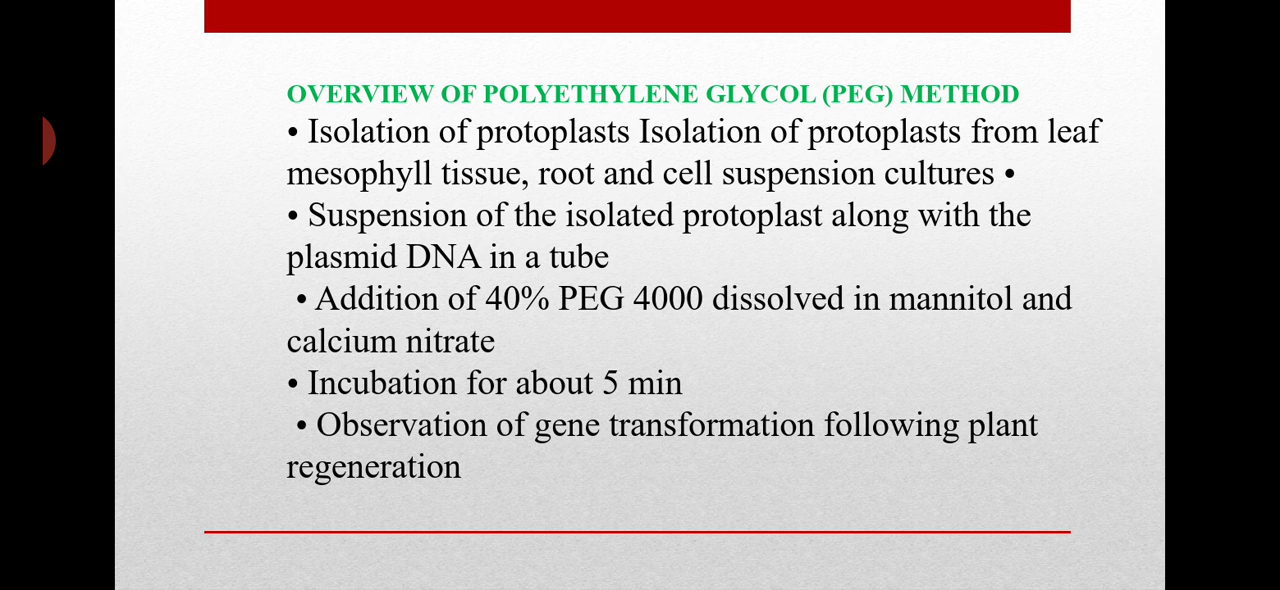 OVERVIEW OF POLYETHYLENE GLYCOL (PEG) METHOD
• Isolation of protoplasts Isolation of protoplasts from leaf
mesophyll tissue, root and cell suspension cultures •
• Suspension of the isolated protoplast along with the
plasmid DNA in a tube
• Addition of 40% PEG 4000 dissolved in mannitol and
calcium nitrate
• Incubation for about 5 min
• Observation of gene transformation following plant
regeneration